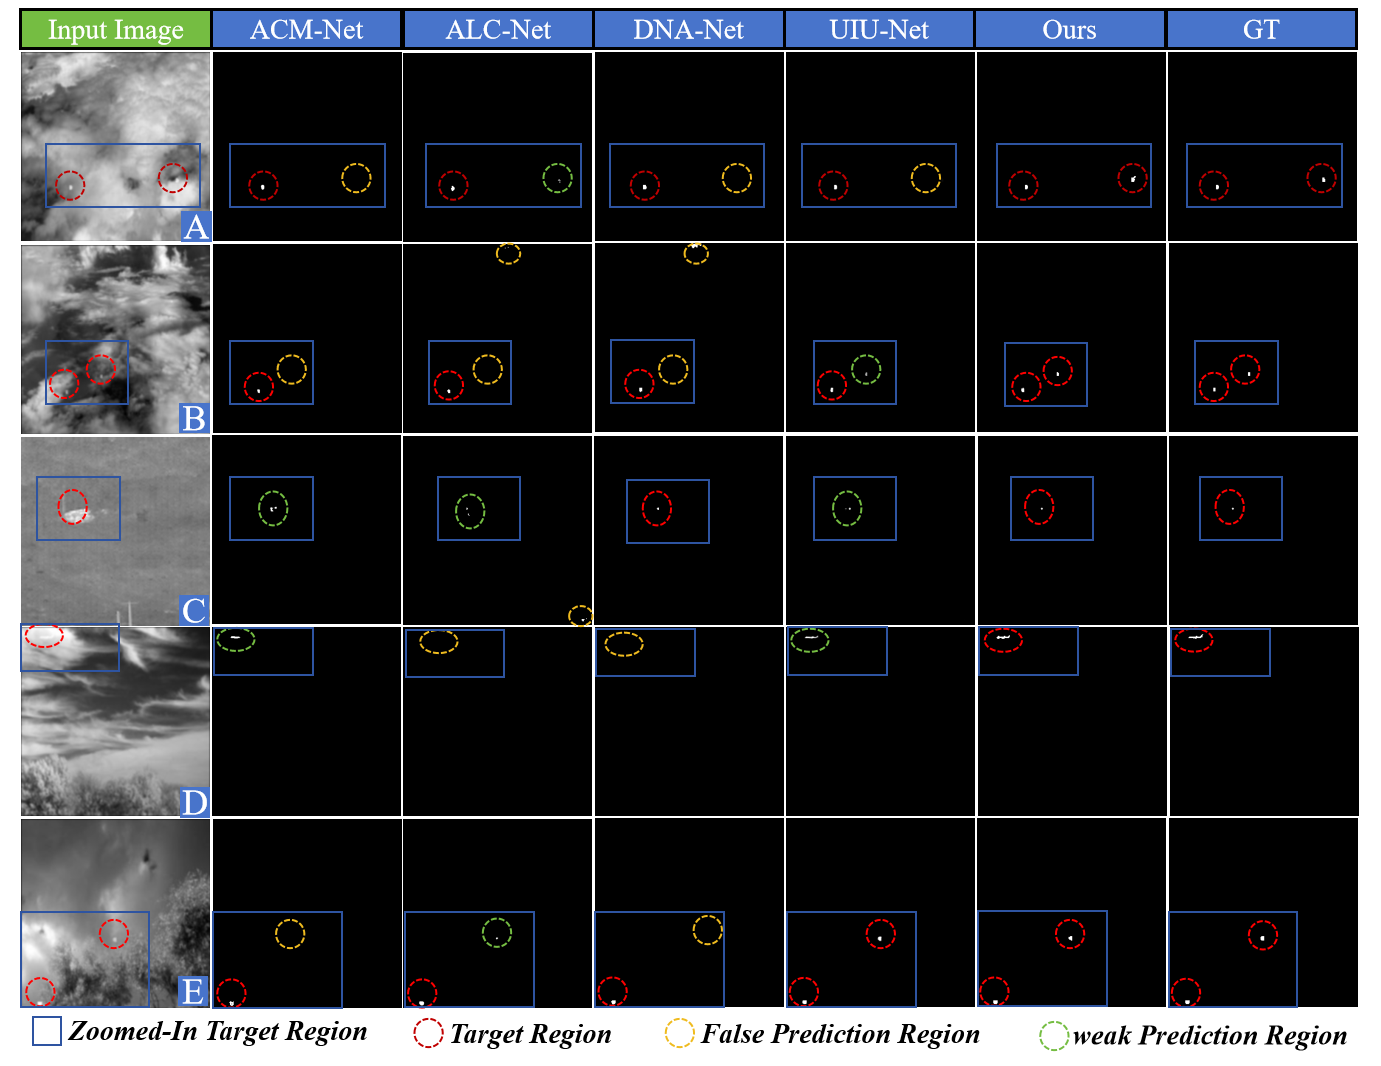 Input Image ACM-Net ALC-Net DNA-Net UIU-Net Ours GT
A
B
C
D
E
Zoomed-In Target Region Target Region False Prediction Region weak Prediction Region